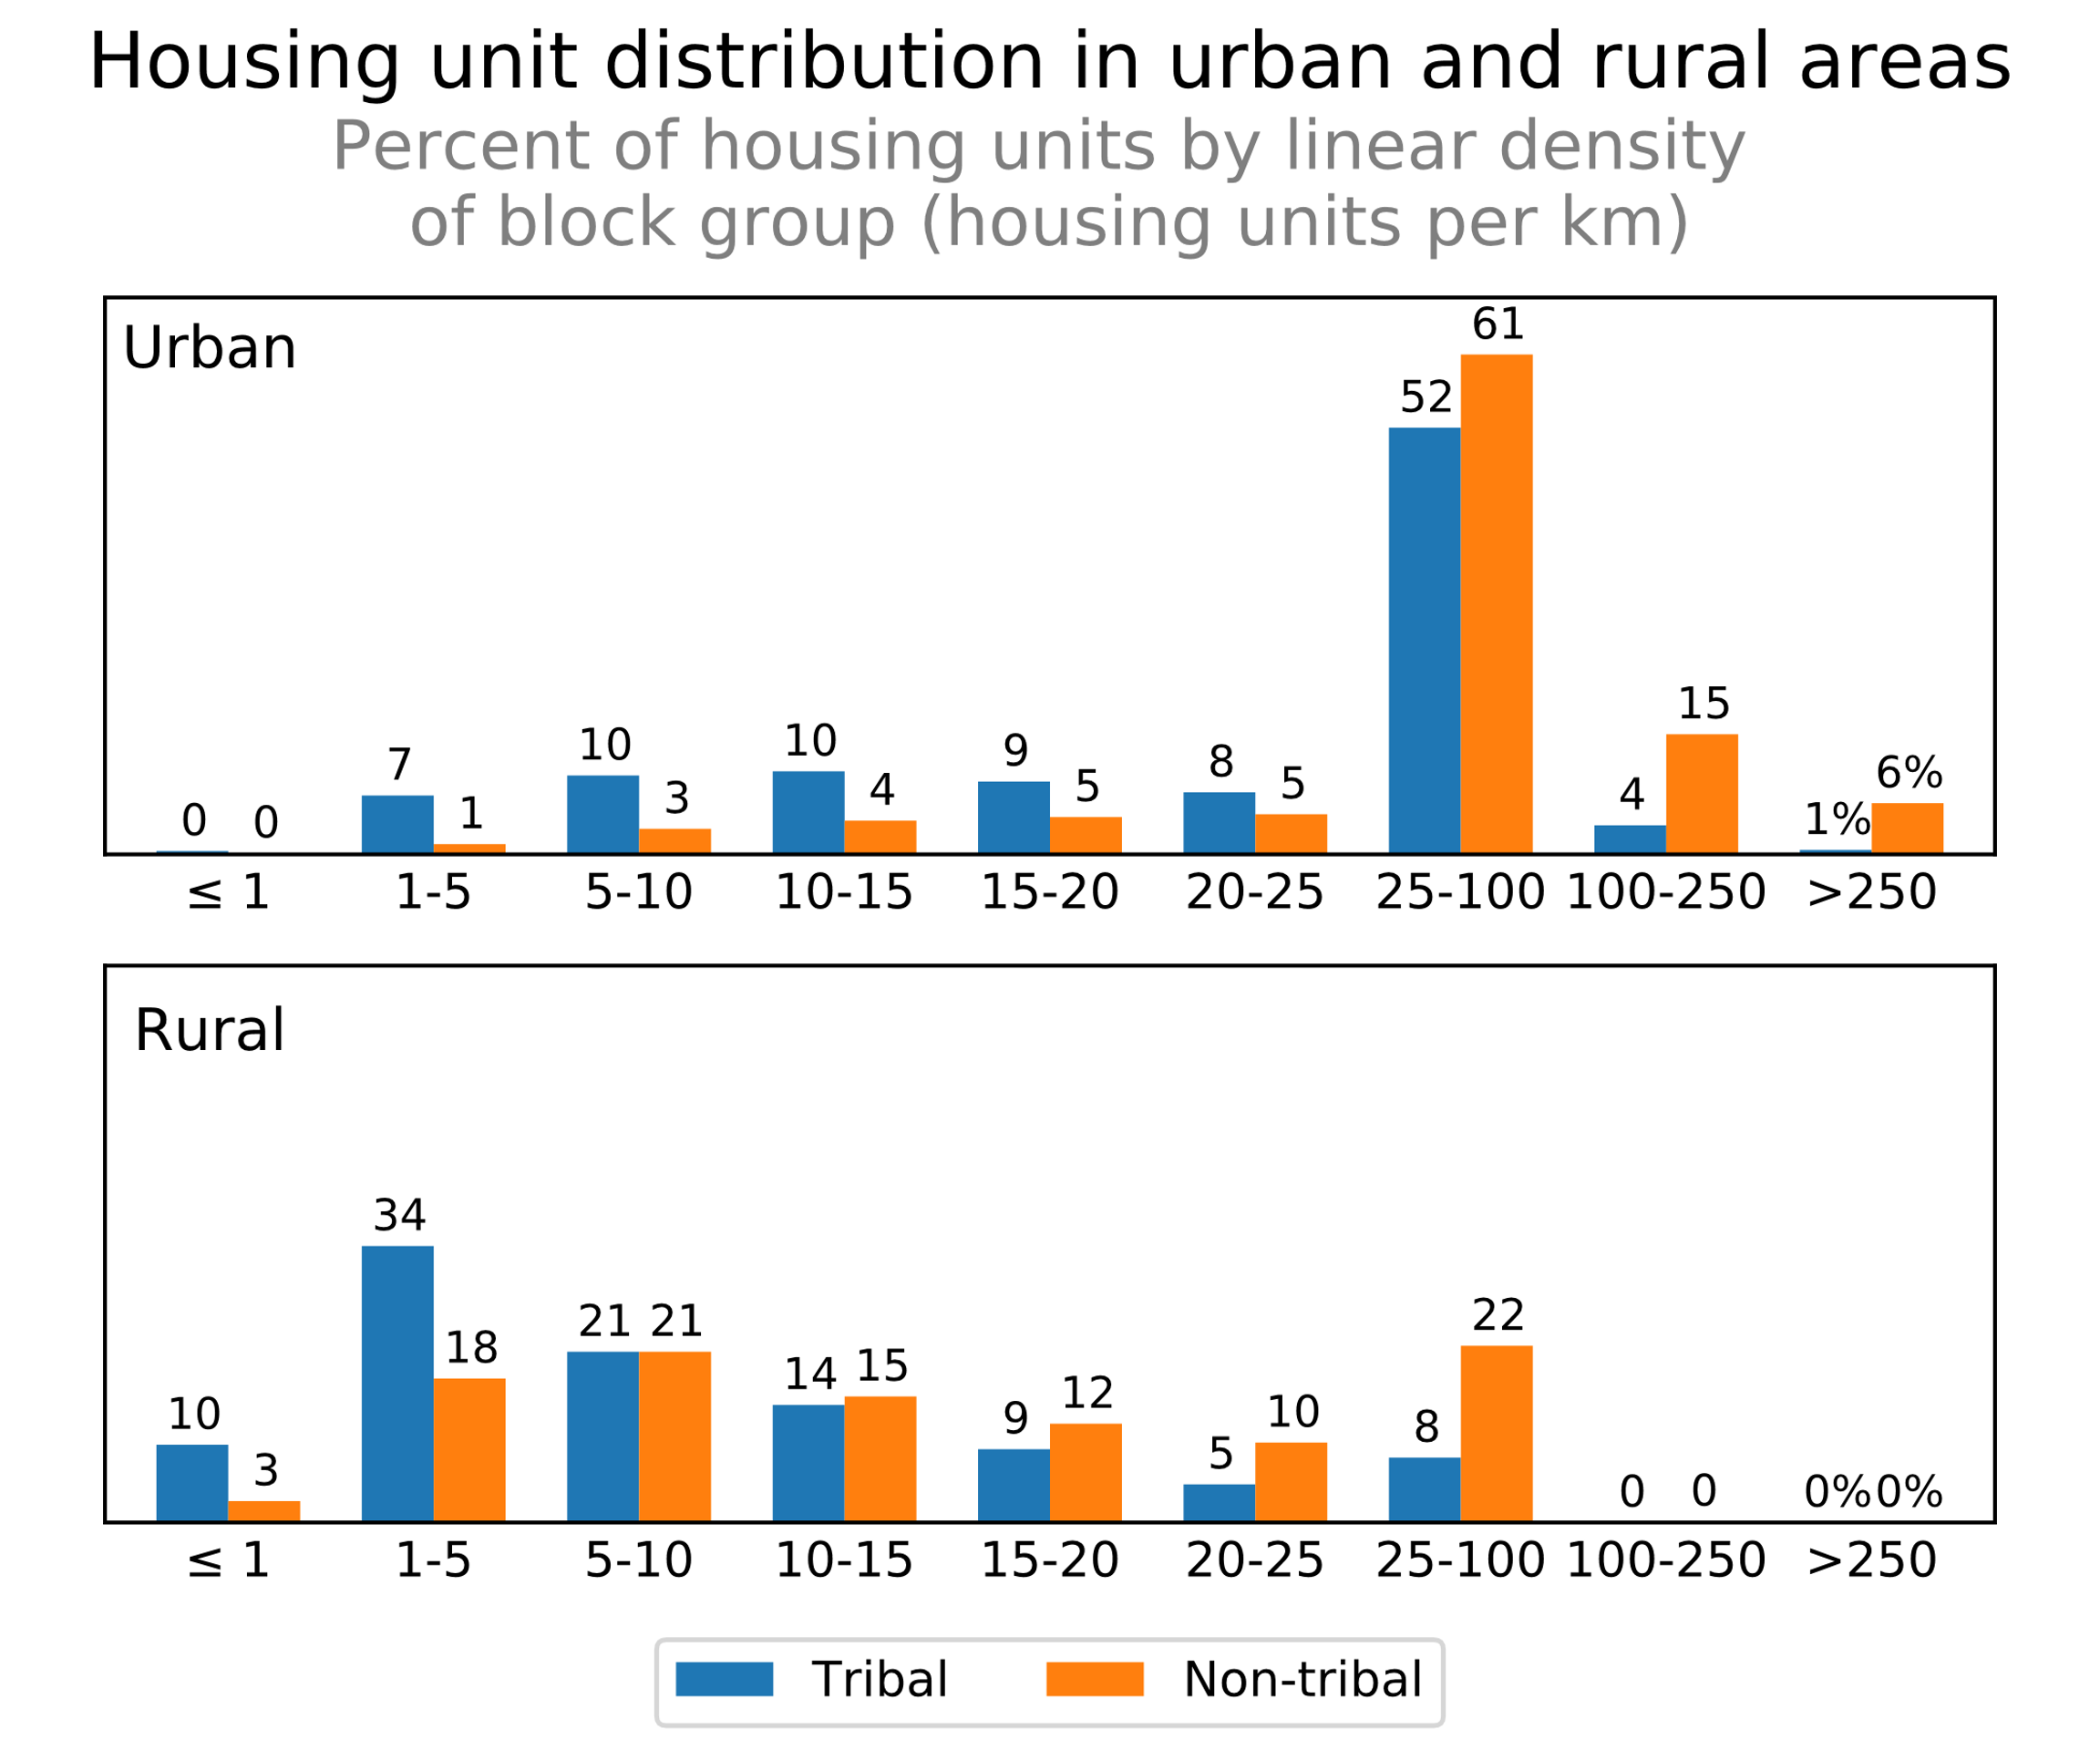 Housing unit distribution in urban and rural areas
Percent of housing units by linear density
of block group (housing units per km)
Urban
0 0 7 1 10 3 10 4 9 5 8 5 52 61 4 15 1% 6%
≤ 1 1-5 5-10 10-15 15-20 20-25 25-100 100-250 >250
Rural
10 3 34 18 21 21 14 15 9 12 5 10 8 22 0 0 0% 0%
≤ 1 1-5 5-10 10-15 15-20 20-25 25-100 100-250 >250
Tribal Non-tribal